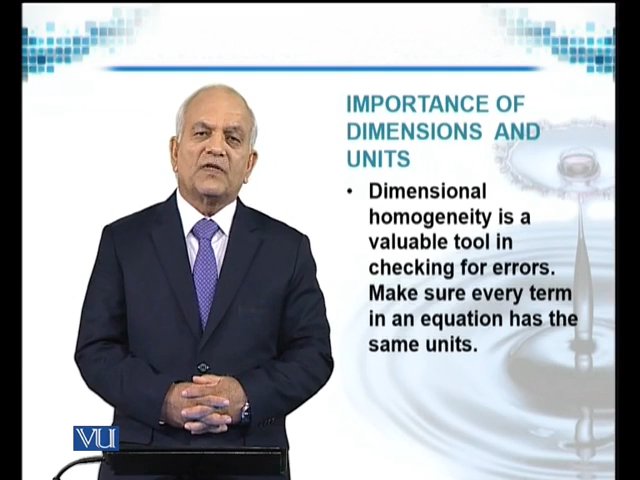 IMPORTANCE OF
DIMENSIONS AND
UNITS
• Dimensional
homogeneity is a
valuable tool in
checking for errors.
Make sure every term
in an equation has the
same units.
VU